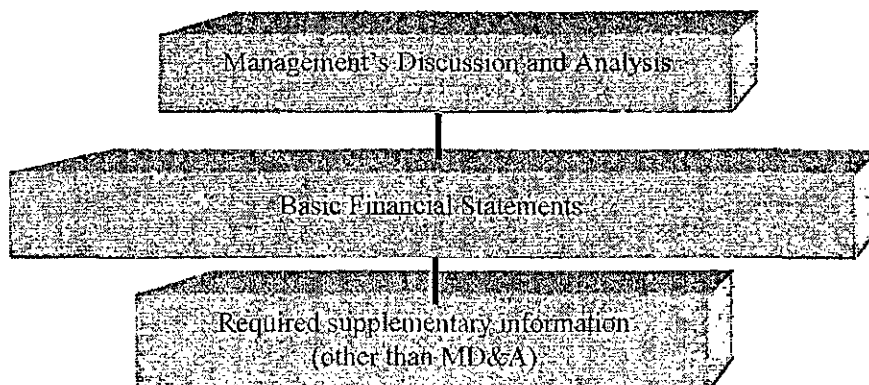 Management's Discussion and Analysis
Basic Financial Statements
Required supplementary information
(other than MD&A)